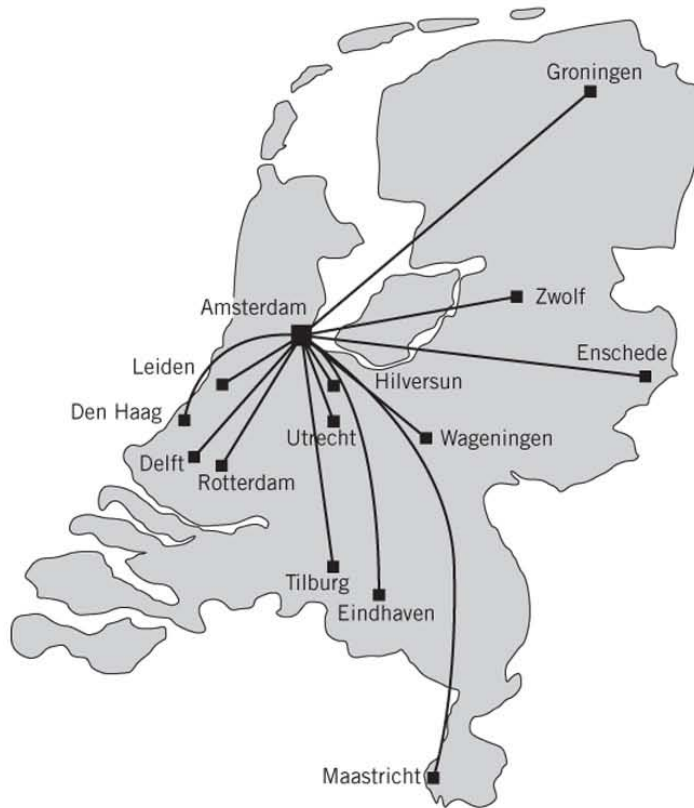 Groningen
Zwolf
Amsterdam
Enschede
Leiden
Hilversun
Den Haag
Utrecht
Wageningen
Delft
Rotterdam
Tilburg
Eindhaven
Maastricht